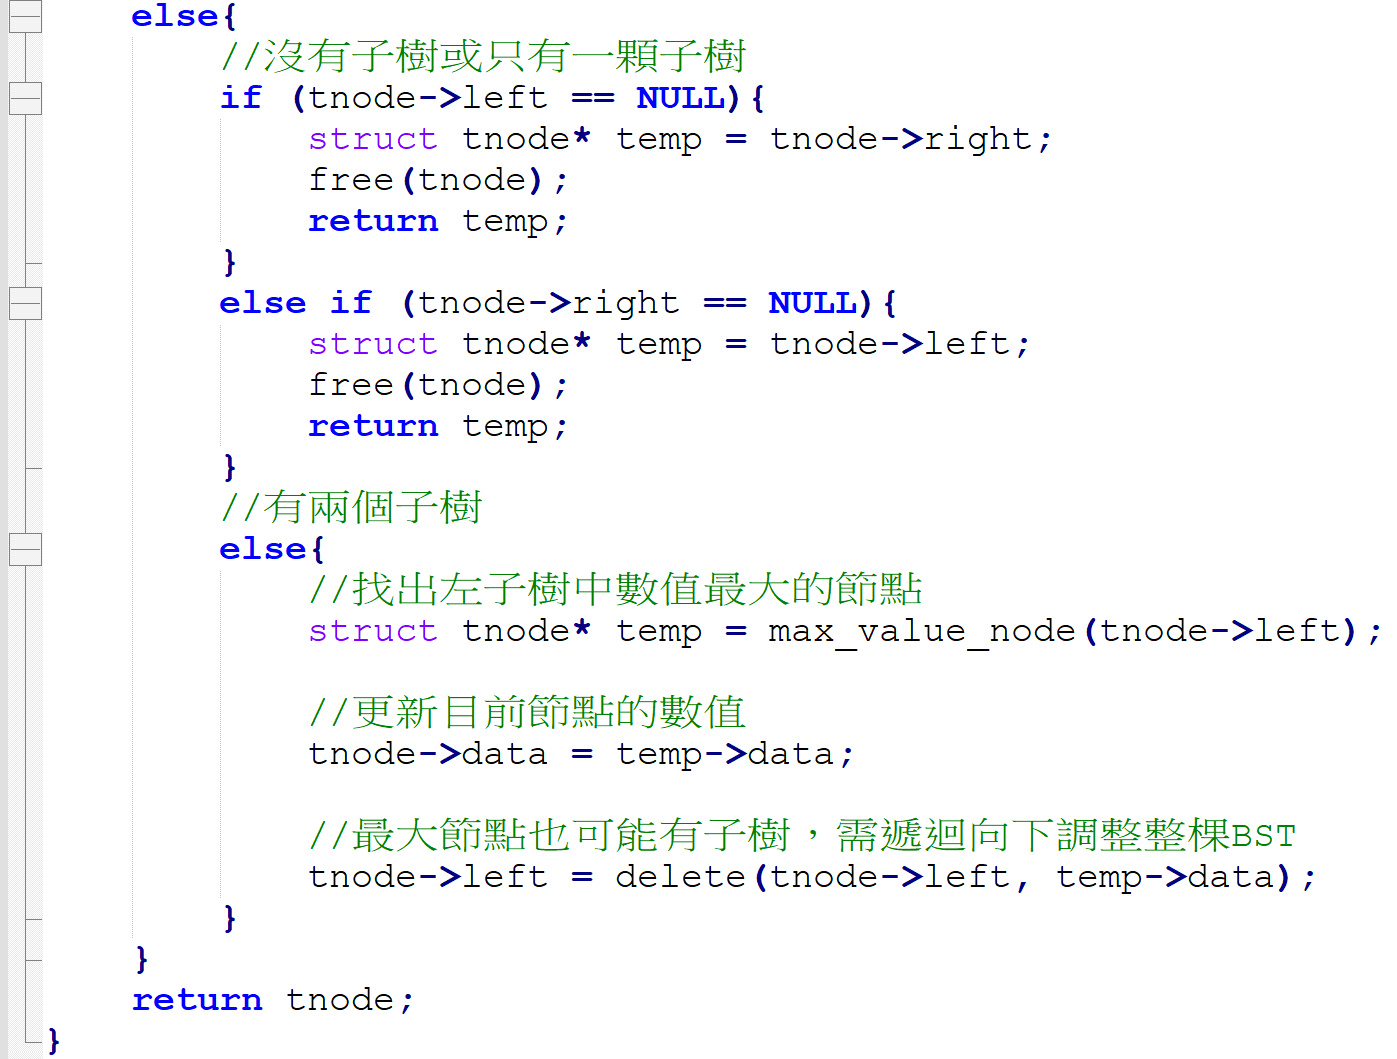 else{
//沒有子樹或只有一顆子樹
if (tnode->left == NULL){
struct tnode* temp = tnode->right;
free(tnode);
return temp;
}
else if (tnode->right == NULL){
struct tnode* temp = tnode->left;
free(tnode);
return temp;
}
//有兩個子樹
else{
//找出左子樹中數值最大的節點
struct tnode* temp = max_value_node(tnode->left);
//更新目前節點的數值
tnode->data = temp->data;
//最大節點也可能有子樹，需遞迴向下調整整棵BST
tnode->left = delete(tnode->left, temp->data);
}
}
return tnode;
}